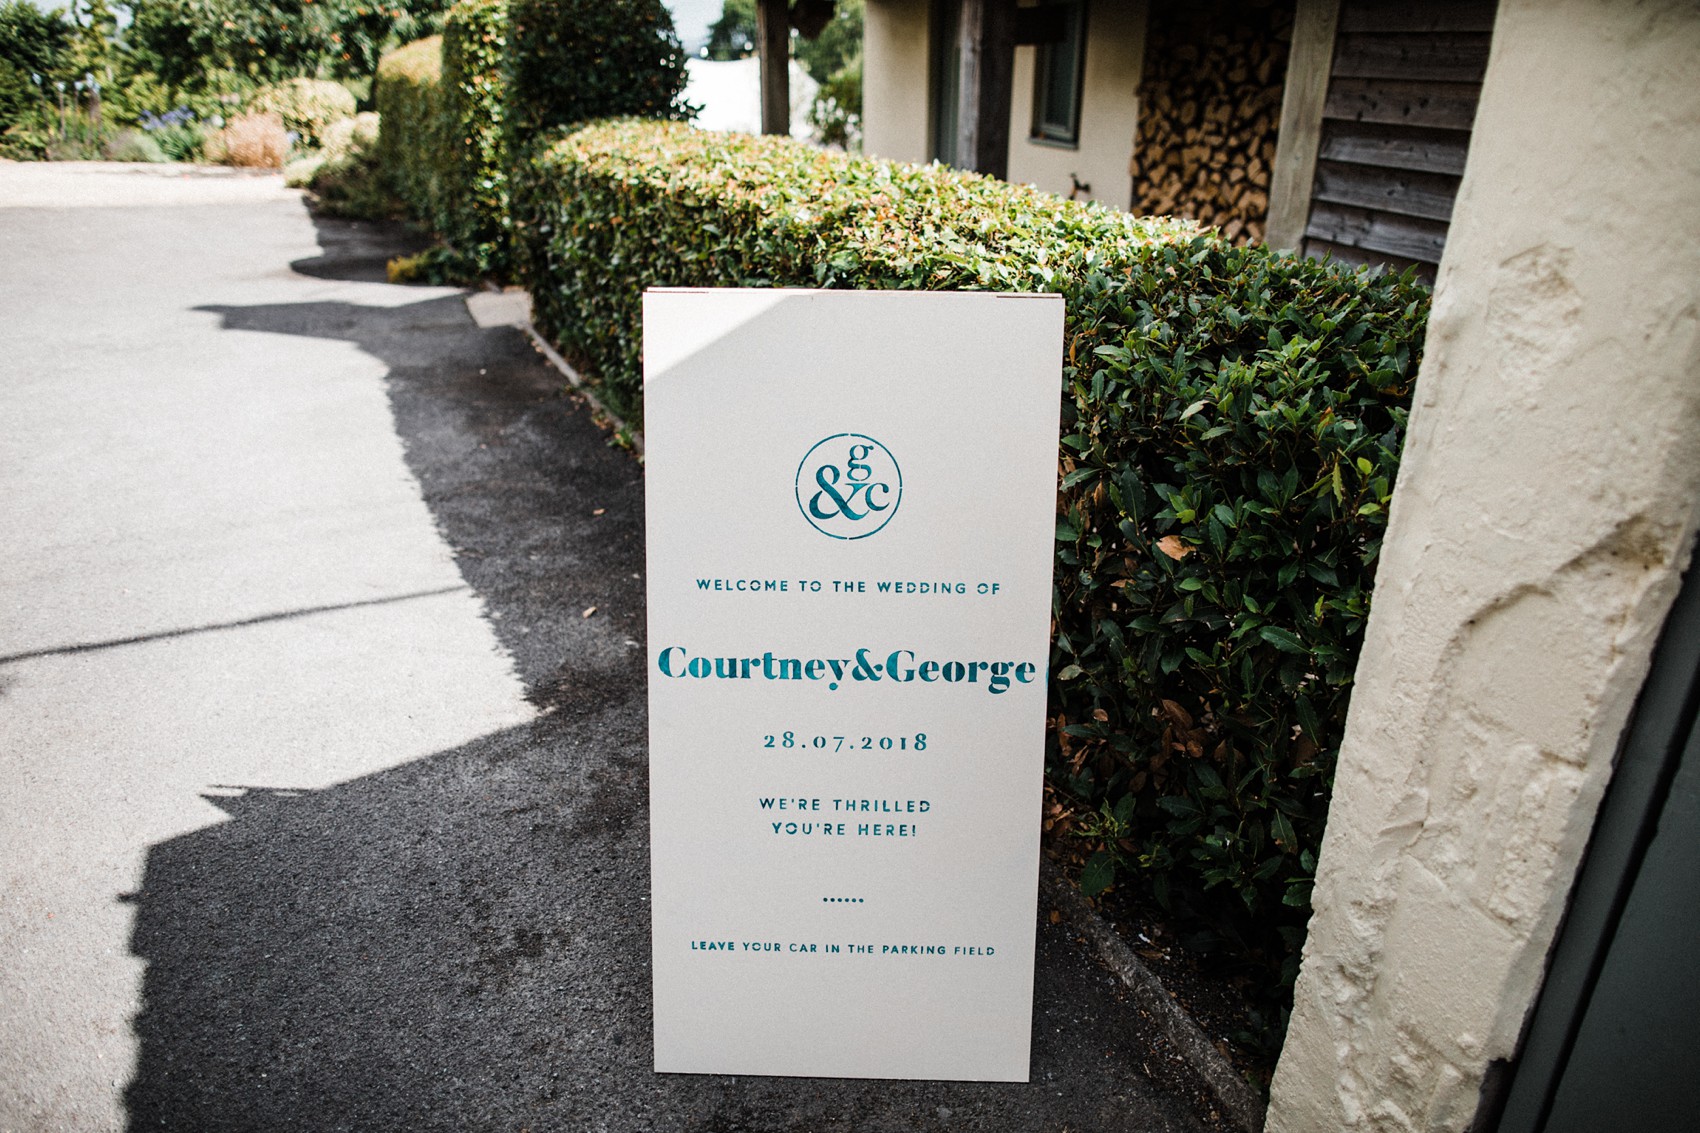 g
&c
WELCOME TO THE WEDDING OF
Courtney&George
28.07.2018
WE'RE THRILLED
YOU'RE HERE!
LEAVE YOUR CAR IN THE PARKING FIELD